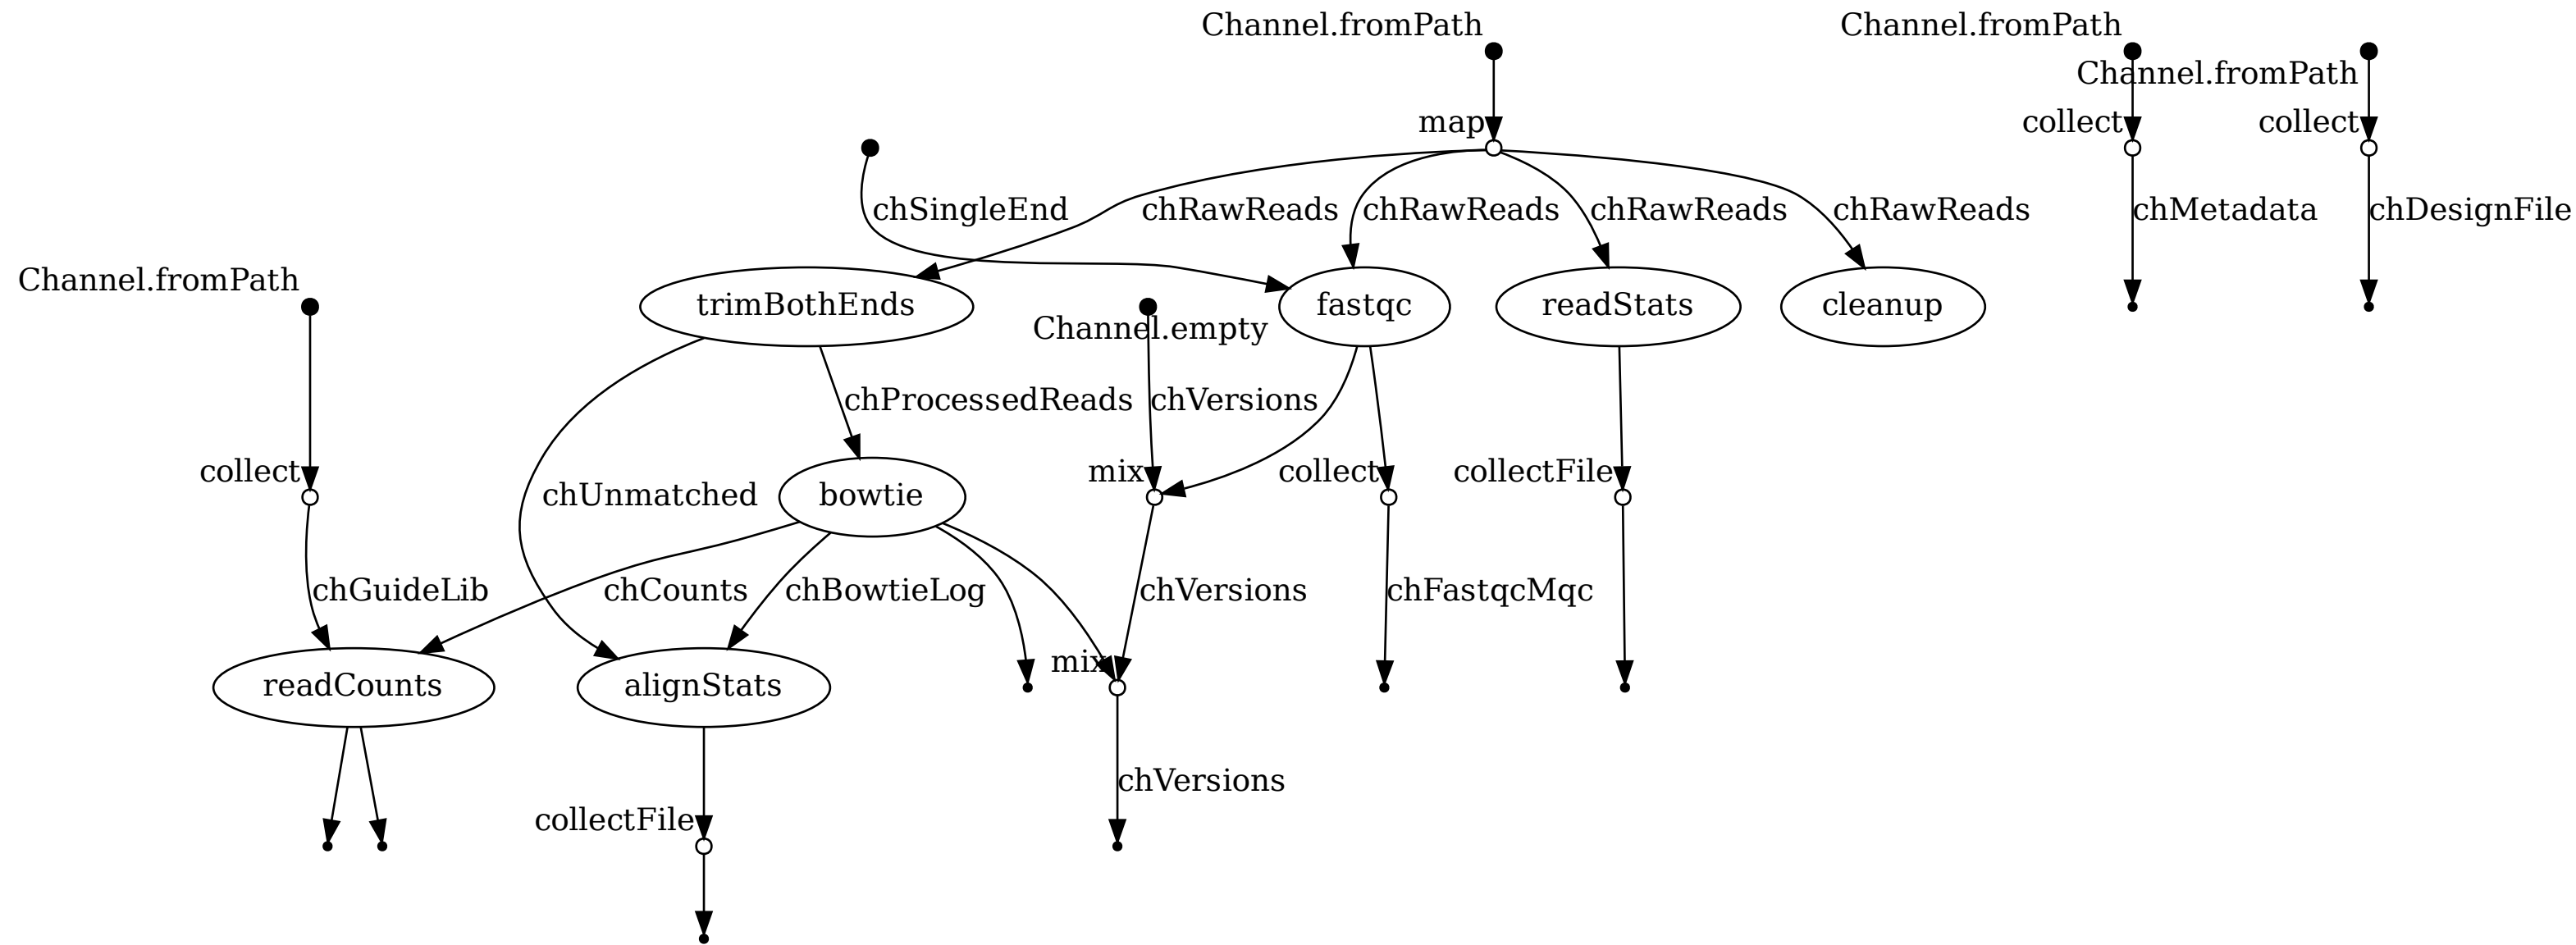 Channel.fromPath
Channel.fromPath
Channel.fromPath
map
collect
collect
chSingleEnd
chRawReads
chRawReads
chRawReads
chRawReads
chMetadata
chDesignFile
Channel.fromPath
trimBothEnds
fastqc
readStats
cleanup
Channel.empty
chProcessedReads
chVersions
collect
mix
collect
collectFile
chUnmatched
bowtie
chGuideLib
chCounts
chBowtieLog
chVersions
chFastqcMqc
mix
readCounts
alignStats
chVersions
collectFile